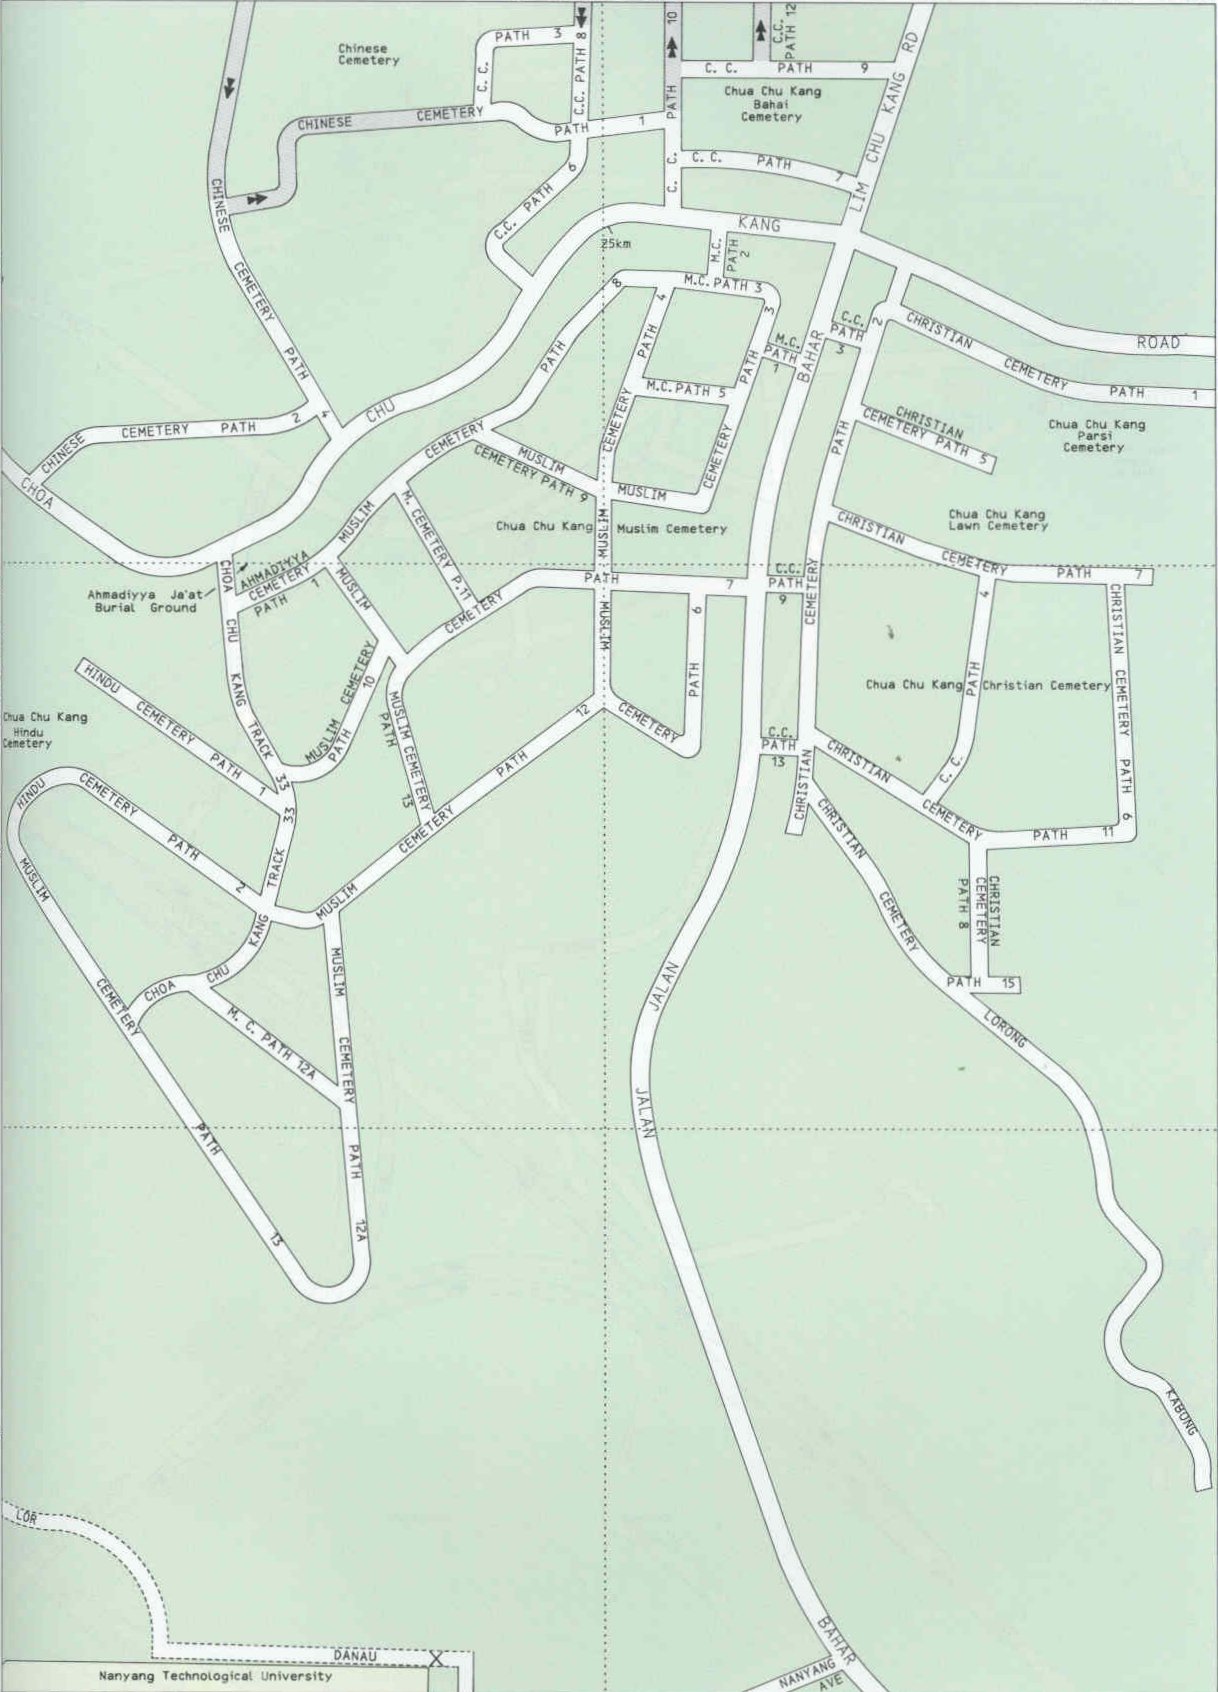 Chinese
Cemetery
PATH 3
C. C.
C.C. PATH 8
PATH 10
C. C.
C.C.
PATH 12
C. C. PATH 9
LIM CHU KANG RD
Chua Chu Kang
Bahai
Cemetery
CHINESE CEMETERY PATH 1
C. C. PATH 7
C.C. PATH 6
CHINESE CEMETERY PATH 4
25km
KANG
M.C.
PATH
2
M.C. PATH 3
PATH 8
PATH 4
PATH 3
M.C.
PATH
1
BAHAR
C.C.
PATH
3
2
CHRISTIAN CEMETERY PATH 1
ROAD
M.C. PATH 5
CHINESE CEMETERY PATH 2
CHU
CHOA
CEMETERY
CEMETERY
CEMETERY
CHRISTIAN
CEMETERY PATH 5
Chua Chu Kang
Parsi
Cemetery
PATH
MUSLIM
CEMETERY PATH 9
MUSLIM
M. CEMETERY P.11
MUSLIM
Chua Chu Kang Muslim Cemetery
MUSLIM
CHRISTIAN CEMETERY PATH 7
Chua Chu Kang
Lawn Cemetery
Ahmadiyya Ja'at
Burial Ground
AHMADIYYA
CEMETERY
PATH 1
CHOA CHU KANG TRACK 33
MUSLIM
CEMETERY PATH 7
C.C.
PATH
9
CEMETERY
MUSLIM
PATH 6
CEMETERY
C. C. PATH 4
CHRISTIAN CEMETERY PATH 6
Chua Chu Kang Christian Cemetery
HINDU CEMETERY PATH 1
Chua Chu Kang
Hindu
Cemetery
MUSLIM CEMETERY
PATH 10
MUSLIM CEMETERY
PATH 13
MUSLIM CEMETERY PATH 12
C.C.
PATH
13
CHRISTIAN
CHRISTIAN CEMETERY PATH 11
HINDU CEMETERY PATH 2
CHOA CHU KANG TRACK 33
CHRISTIAN CEMETERY PATH 15
CHRISTIAN
CEMETERY
PATH 8
MUSLIM CEMETERY PATH 13
M. C. PATH 12A
MUSLIM CEMETERY PATH 12A
JALAN
JALAN
LORONG
KABONG
LOR
DANAU
X
Nanyang Technological University
BAHAR
NANYANG
AVE